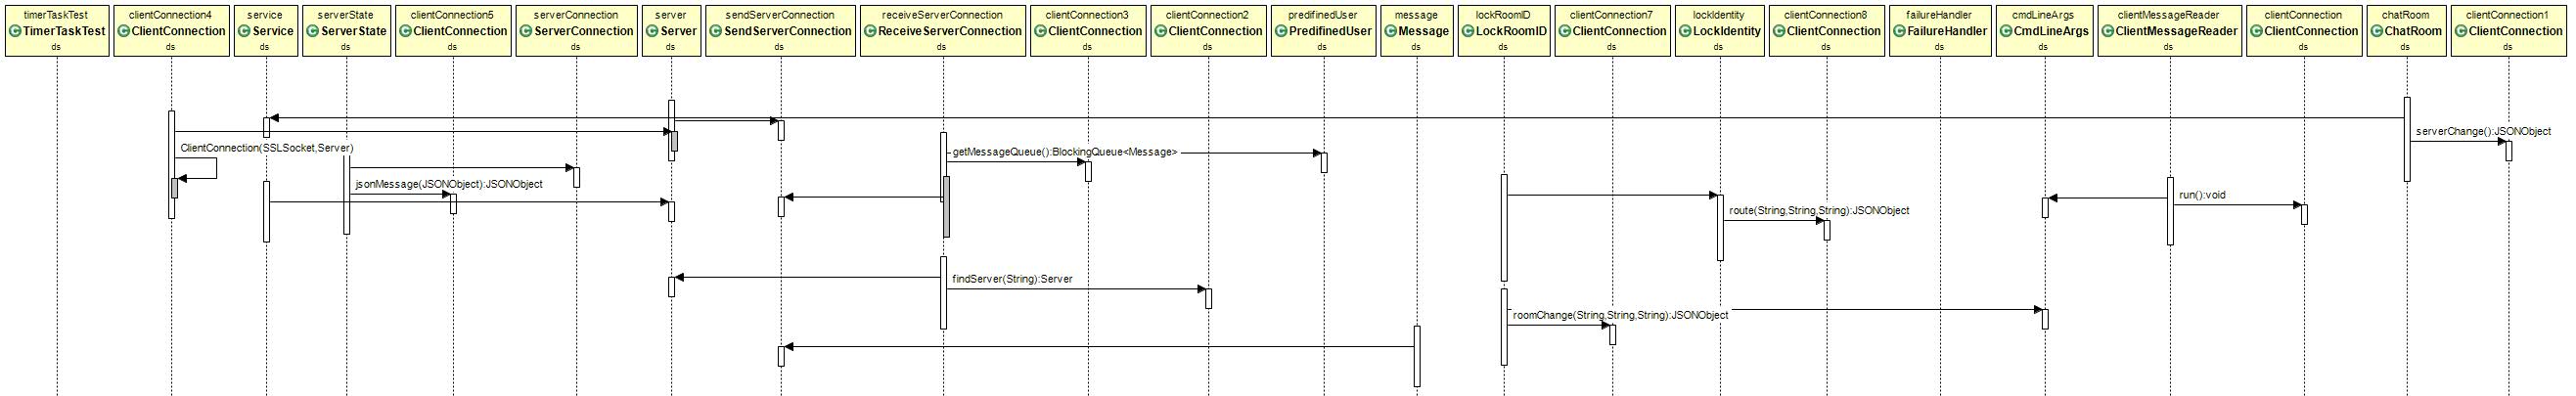 timerTaskTest
TimerTaskTest
ds
clientConnection4
ClientConnection
ds
service
Service
ds
serverState
ServerState
ds
clientConnection5
ClientConnection
ds
serverConnection
ServerConnection
ds
server
Server
ds
sendServerConnection
SendServerConnection
ds
receiveServerConnection
ReceiveServerConnection
ds
clientConnection3
ClientConnection
ds
clientConnection2
ClientConnection
ds
predifinedUser
PredifinedUser
ds
message
Message
ds
lockRoomID
LockRoomID
ds
clientConnection7
ClientConnection
ds
lockIdentity
LockIdentity
ds
clientConnection8
ClientConnection
ds
failureHandler
FailureHandler
ds
cmdLineArgs
CmdLineArgs
ds
clientMessageReader
ClientMessageReader
ds
clientConnection
ClientConnection
ds
chatRoom
ChatRoom
ds
clientConnection1
ClientConnection
ds
serverChange():JSONObject
ClientConnection(SSLSocket,Server)
getMessageQueue():BlockingQueue<Message>
jsonMessage(JSONObject):JSONObject
run():void
route(String,String,String):JSONObject
findServer(String):Server
roomChange(String,String,String):JSONObject